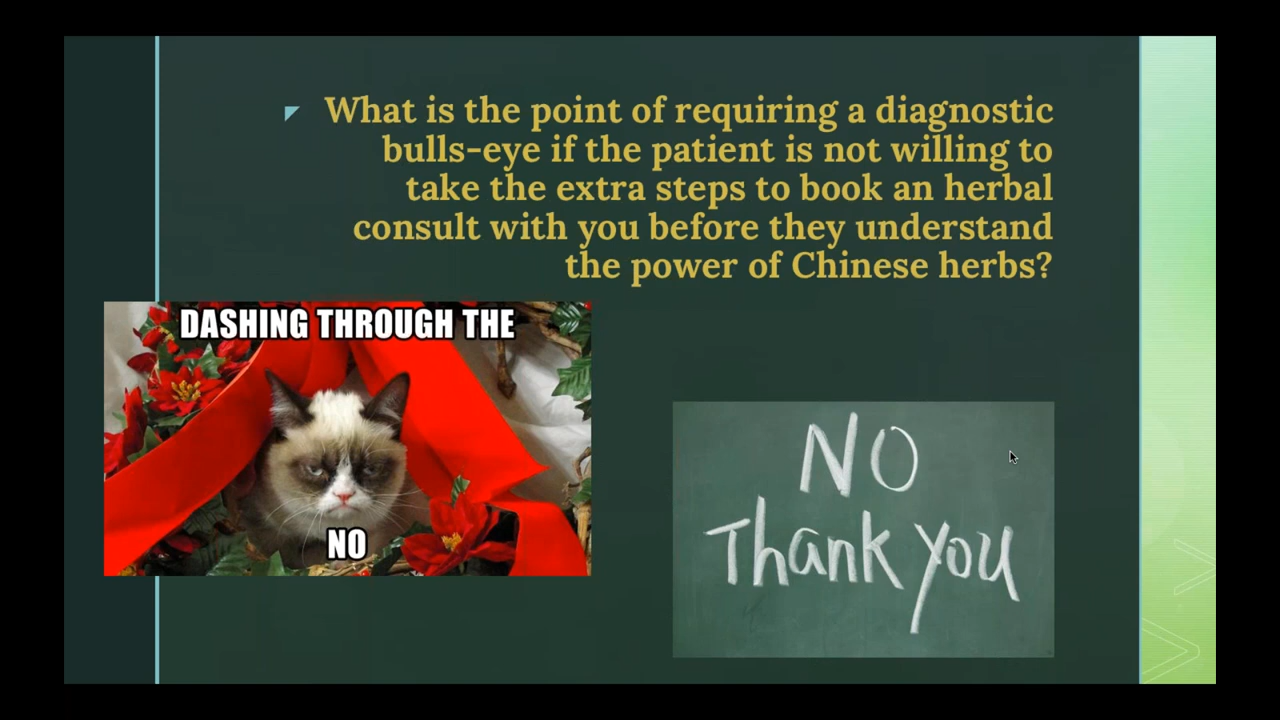 What is the point of requiring a diagnostic
bulls-eye if the patient is not willing to
take the extra steps to book an herbal
consult with you before they understand
the power of Chinese herbs?
DASHING THROUGH THE
NO
NO
Thank you